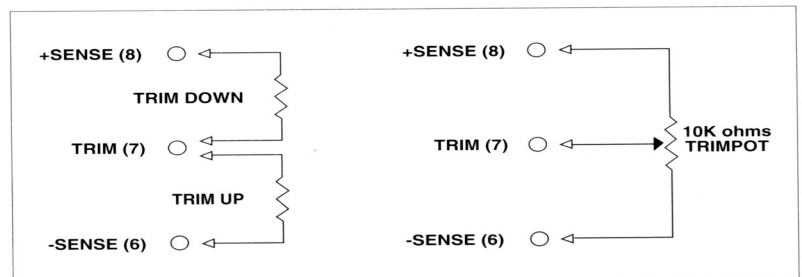 +SENSE (8)
TRIM DOWN
TRIM (7)
TRIM UP
-SENSE (6)
+SENSE (8)
TRIM (7)
10K ohms
TRIMPOT
-SENSE (6)